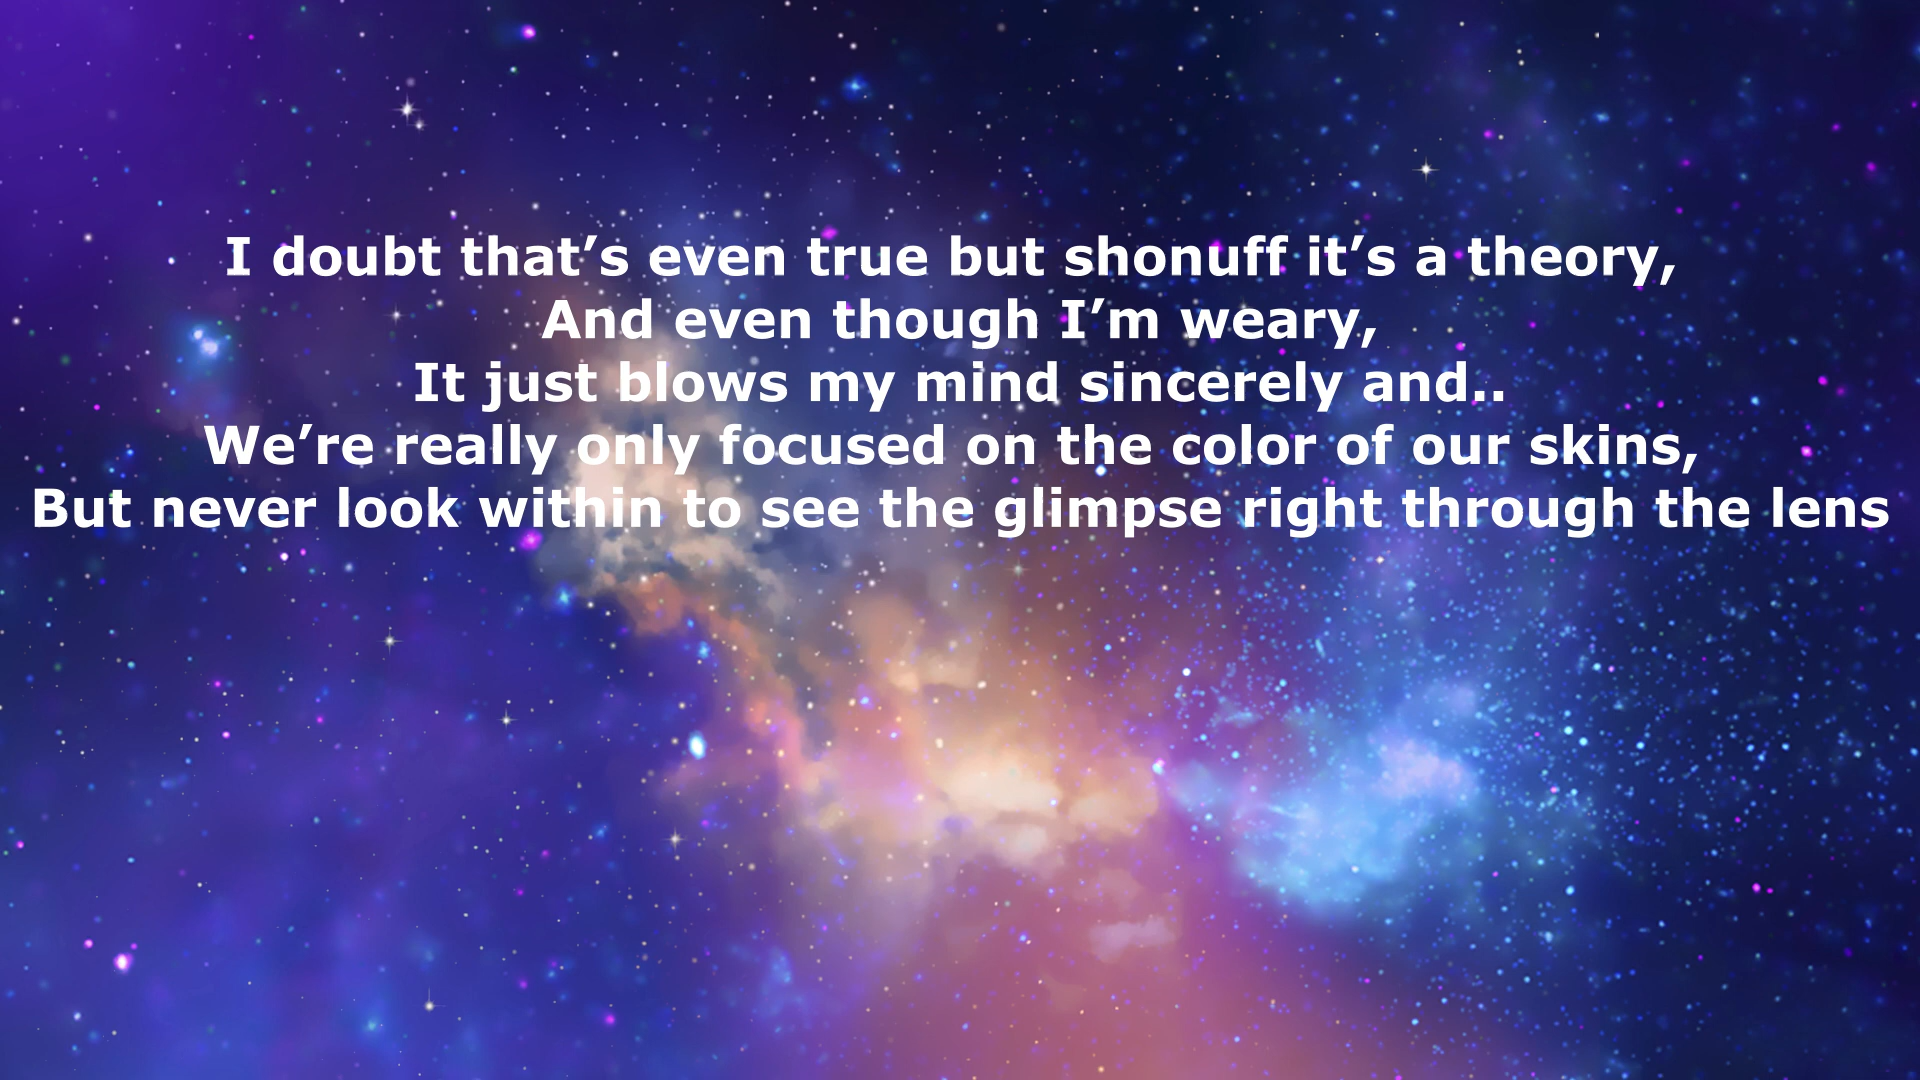 I doubt that’s even true but shonuff it’s a theory,
And even though I’m weary,
It just blows my mind sincerely and..
We’re really only focused on the color of our skins,
But never look within to see the glimpse right through the lens